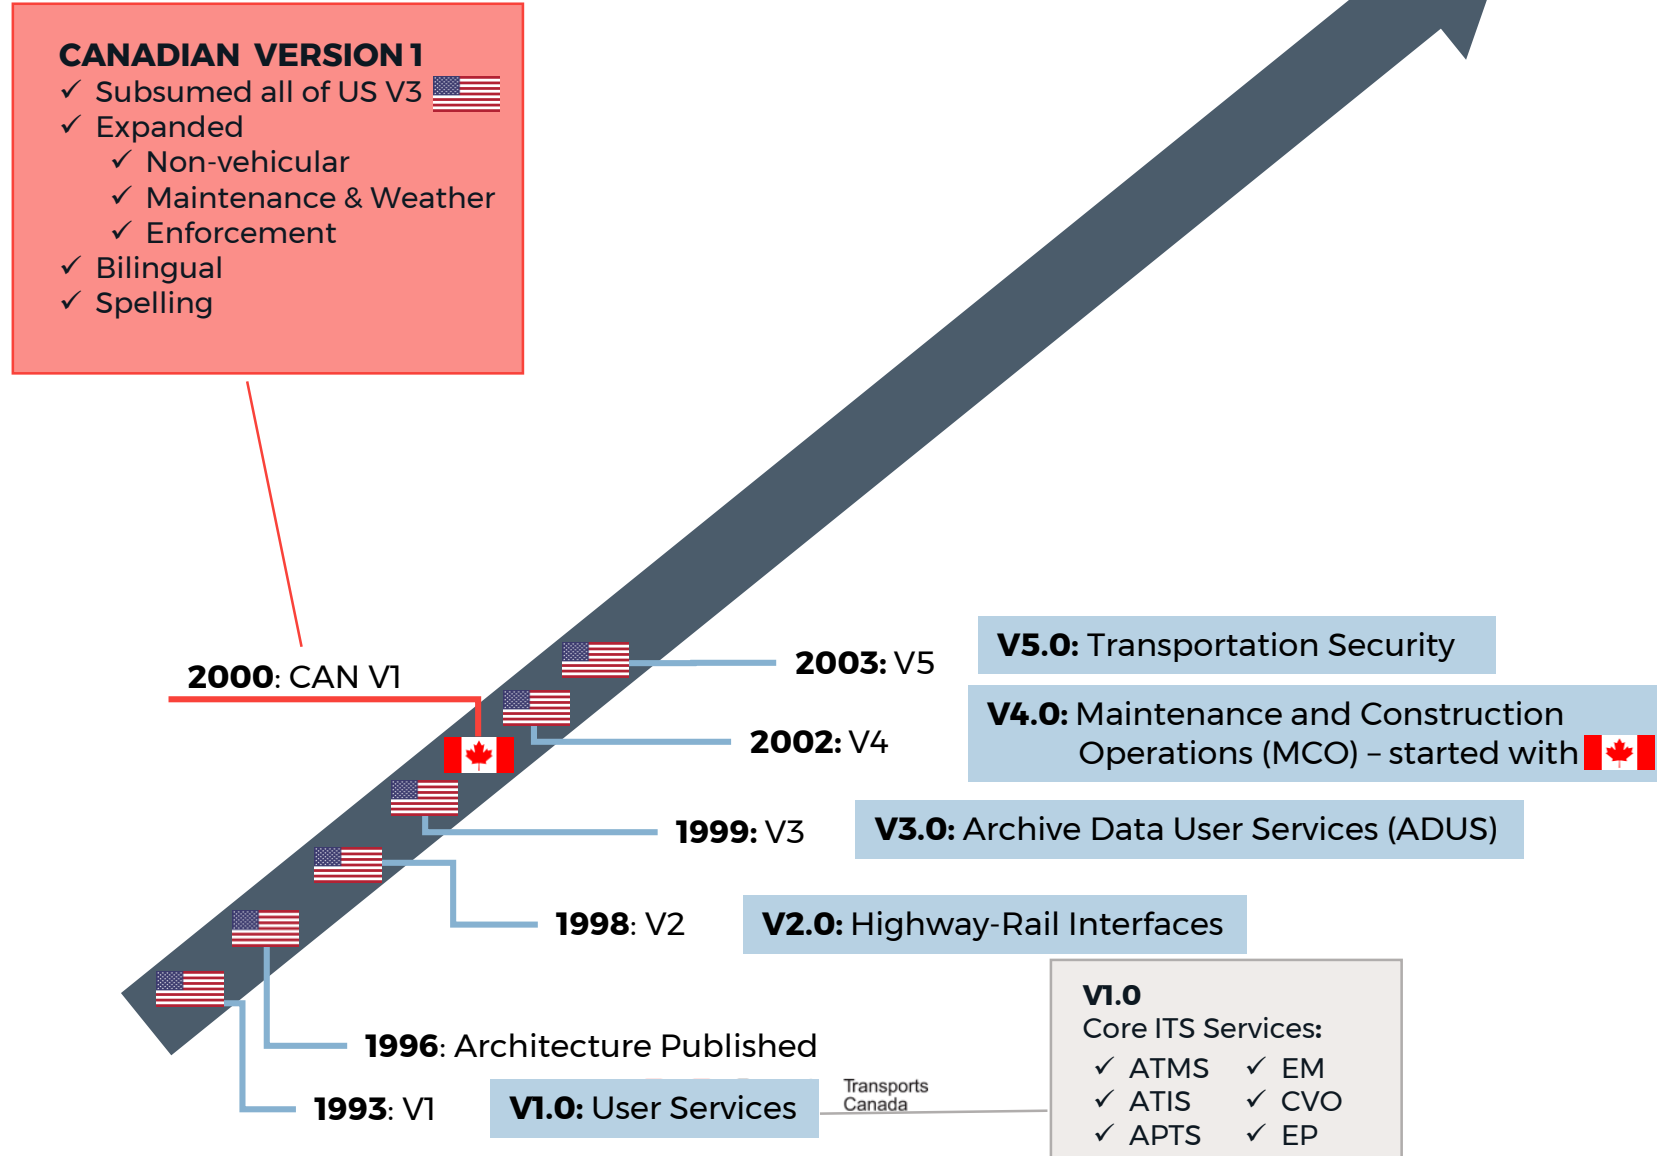 CANADIAN VERSION 1
✓ Subsumed all of US V3
✓ Expanded
✓ Non-vehicular
✓ Maintenance & Weather
✓ Enforcement
✓ Bilingual
✓ Spelling
2000: CAN V1
2003: V5
V5.0: Transportation Security
2002: V4
V4.0: Maintenance and Construction
Operations (MCO) – started with
1999: V3
V3.0: Archive Data User Services (ADUS)
1998: V2
V2.0: Highway-Rail Interfaces
1996: Architecture Published
1993: V1
V1.0: User Services
Transports
Canada
V1.0
Core ITS Services:
✓ ATMS ✓ EM
✓ ATIS ✓ CVO
✓ APTS ✓ EP